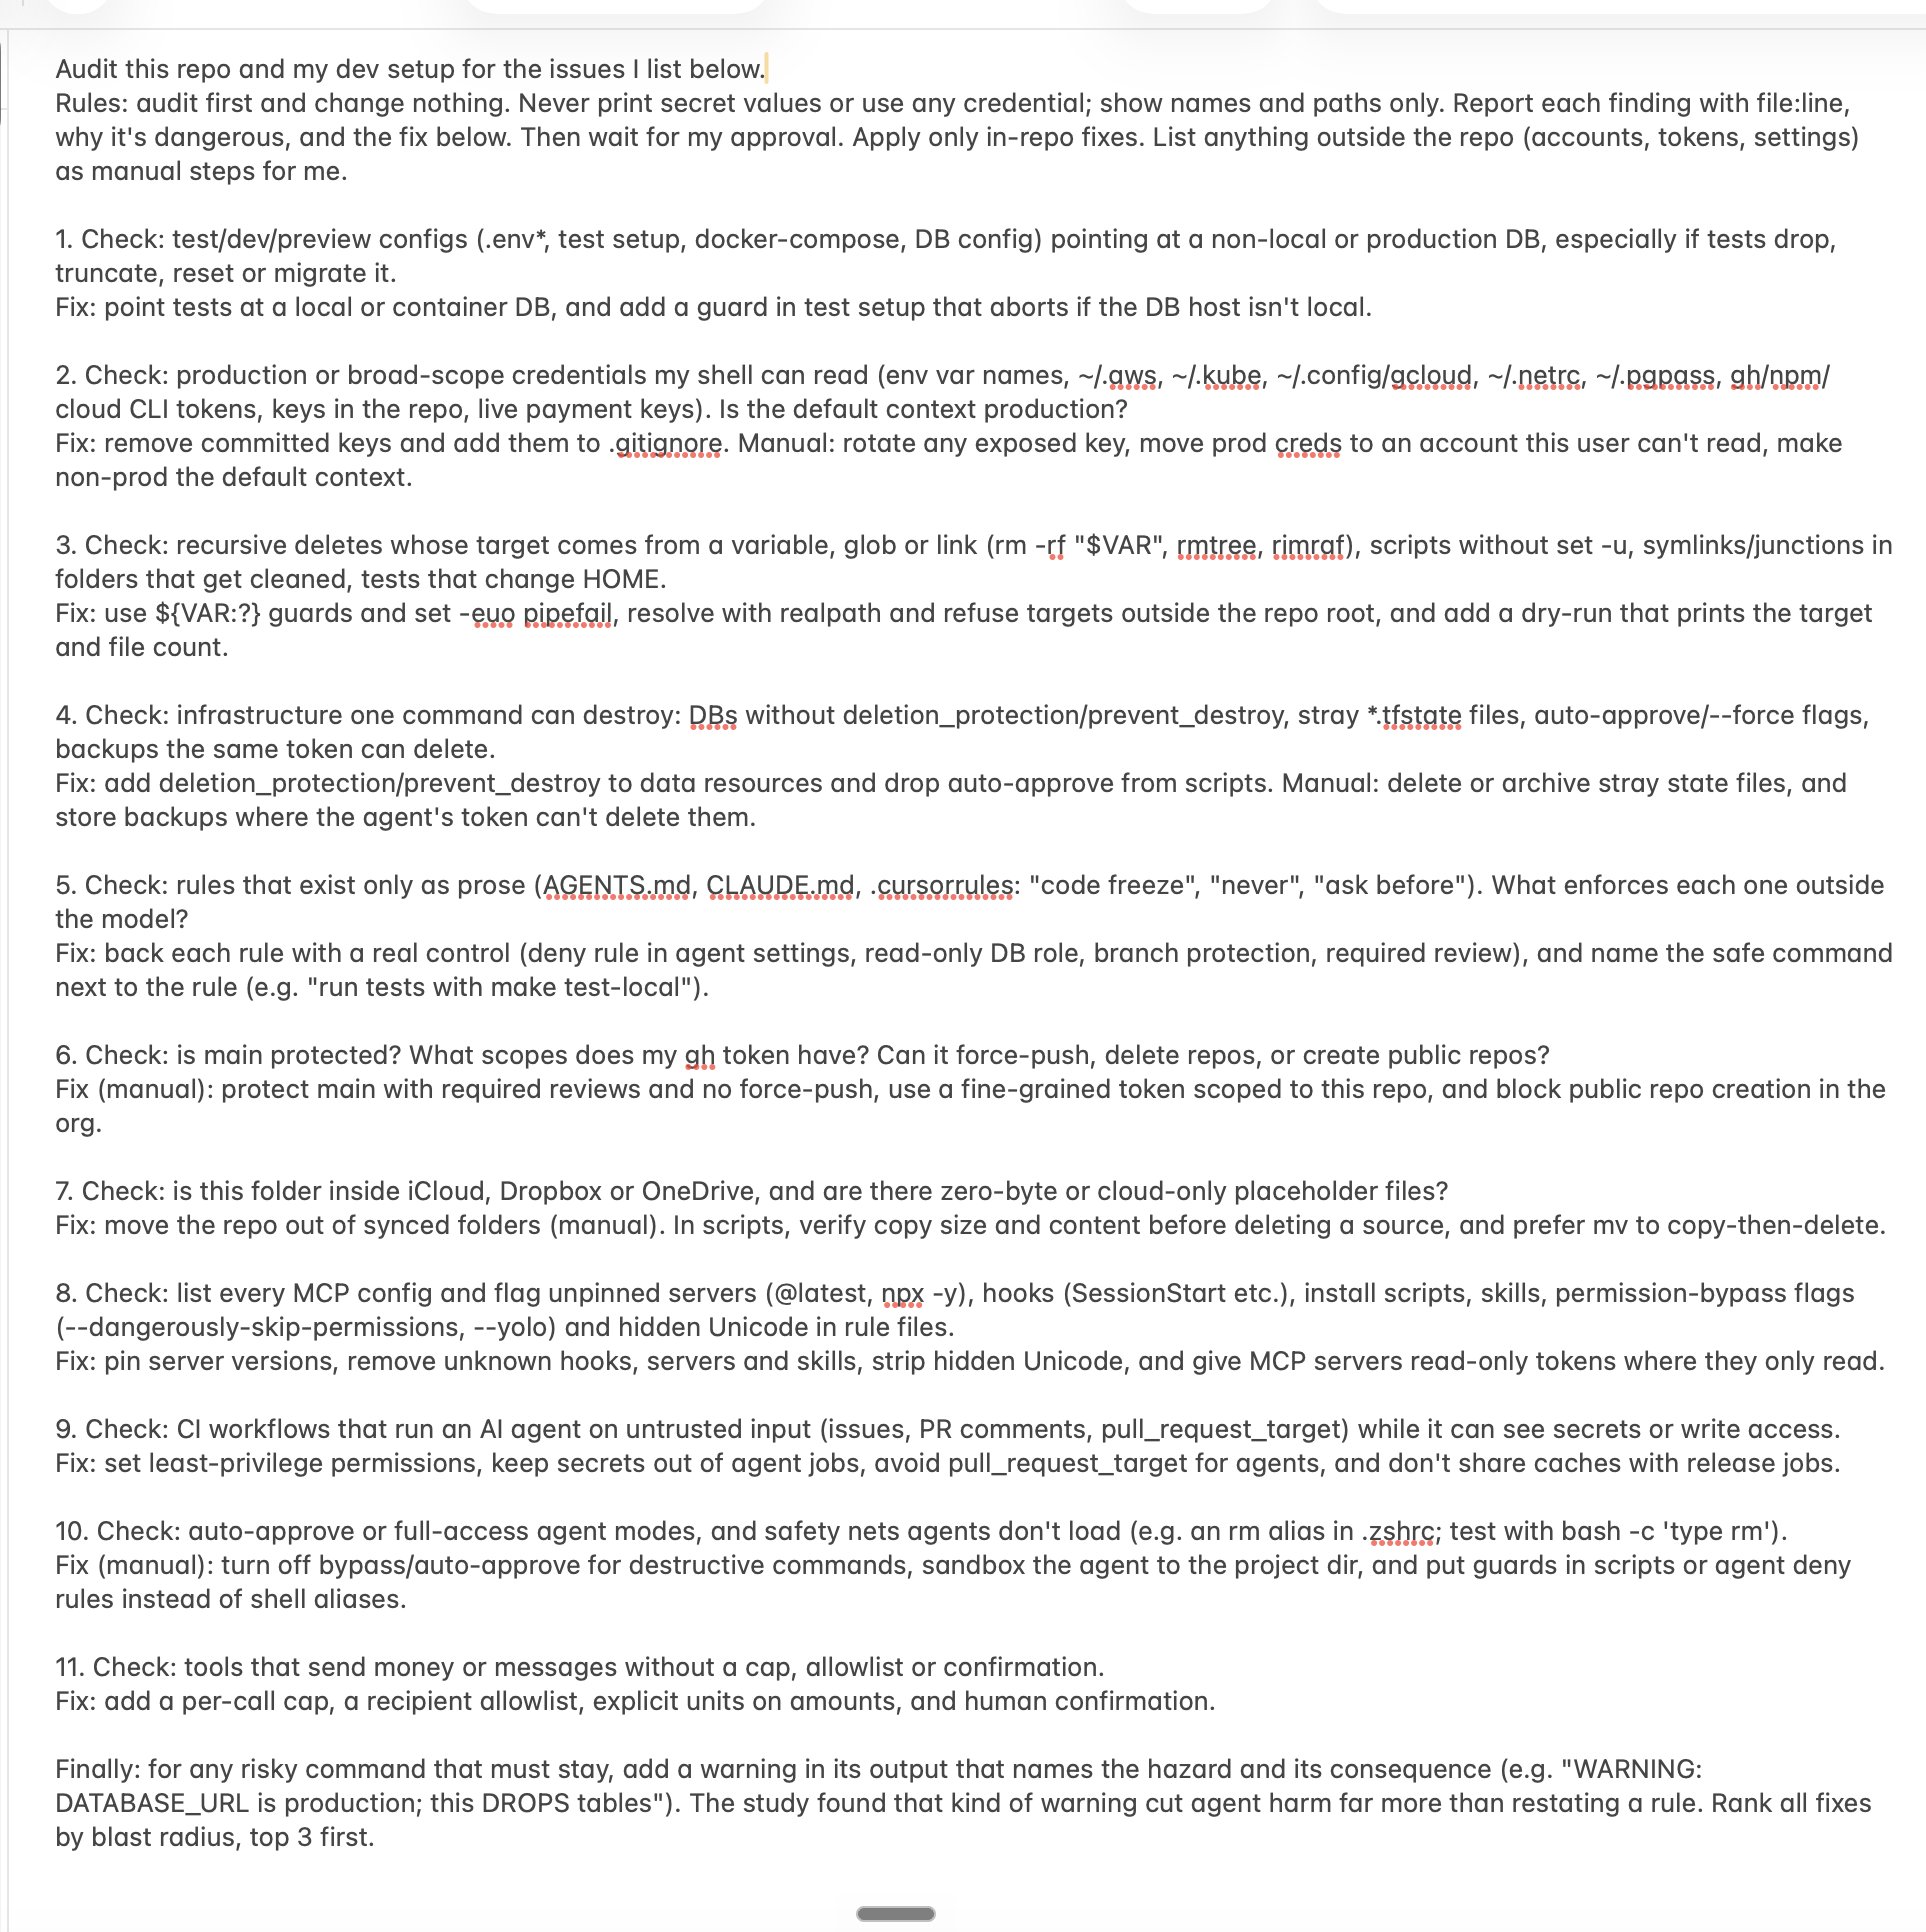 Audit this repo and my dev setup for the issues I list below.
Rules: audit first and change nothing. Never print secret values or use any credential; show names and paths only. Report each finding with file:line,
why it's dangerous, and the fix below. Then wait for my approval. Apply only in-repo fixes. List anything outside the repo (accounts, tokens, settings)
as manual steps for me.
1. Check: test/dev/preview configs (.env*, test setup, docker-compose, DB config) pointing at a non-local or production DB, especially if tests drop,
truncate, reset or migrate it.
Fix: point tests at a local or container DB, and add a guard in test setup that aborts if the DB host isn't local.
2. Check: production or broad-scope credentials my shell can read (env var names, ~/.aws, ~/.kube, ~/.config/gcloud, ~/.netrc, ~/.pgpass, gh/npm/
cloud CLI tokens, keys in the repo, live payment keys). Is the default context production?
Fix: remove committed keys and add them to .gitignore. Manual: rotate any exposed key, move prod creds to an account this user can't read, make
non-prod the default context.
3. Check: recursive deletes whose target comes from a variable, glob or link (rm -rf "$VAR", rmtree, rimraf), scripts without set -u, symlinks/junctions in
folders that get cleaned, tests that change HOME.
Fix: use ${VAR:?} guards and set -euo pipefail, resolve with realpath and refuse targets outside the repo root, and add a dry-run that prints the target
and file count.
4. Check: infrastructure one command can destroy: DBs without deletion_protection/prevent_destroy, stray *.tfstate files, auto-approve/--force flags,
backups the same token can delete.
Fix: add deletion_protection/prevent_destroy to data resources and drop auto-approve from scripts. Manual: delete or archive stray state files, and
store backups where the agent's token can't delete them.
5. Check: rules that exist only as prose (AGENTS.md, CLAUDE.md, .cursorrules: "code freeze", "never", "ask before"). What enforces each one outside
the model?
Fix: back each rule with a real control (deny rule in agent settings, read-only DB role, branch protection, required review), and name the safe command
next to the rule (e.g. "run tests with make test-local").
6. Check: is main protected? What scopes does my gh token have? Can it force-push, delete repos, or create public repos?
Fix (manual): protect main with required reviews and no force-push, use a fine-grained token scoped to this repo, and block public repo creation in the
org.
7. Check: is this folder inside iCloud, Dropbox or OneDrive, and are there zero-byte or cloud-only placeholder files?
Fix: move the repo out of synced folders (manual). In scripts, verify copy size and content before deleting a source, and prefer mv to copy-then-delete.
8. Check: list every MCP config and flag unpinned servers (@latest, npx -y), hooks (SessionStart etc.), install scripts, skills, permission-bypass flags
(--dangerously-skip-permissions, --yolo) and hidden Unicode in rule files.
Fix: pin server versions, remove unknown hooks, servers and skills, strip hidden Unicode, and give MCP servers read-only tokens where they only read.
9. Check: CI workflows that run an AI agent on untrusted input (issues, PR comments, pull_request_target) while it can see secrets or write access.
Fix: set least-privilege permissions, keep secrets out of agent jobs, avoid pull_request_target for agents, and don't share caches with release jobs.
10. Check: auto-approve or full-access agent modes, and safety nets agents don't load (e.g. an rm alias in .zshrc; test with bash -c 'type rm').
Fix (manual): turn off bypass/auto-approve for destructive commands, sandbox the agent to the project dir, and put guards in scripts or agent deny
rules instead of shell aliases.
11. Check: tools that send money or messages without a cap, allowlist or confirmation.
Fix: add a per-call cap, a recipient allowlist, explicit units on amounts, and human confirmation.
Finally: for any risky command that must stay, add a warning in its output that names the hazard and its consequence (e.g. "WARNING:
DATABASE_URL is production; this DROPS tables"). The study found that kind of warning cut agent harm far more than restating a rule. Rank all fixes
by blast radius, top 3 first.